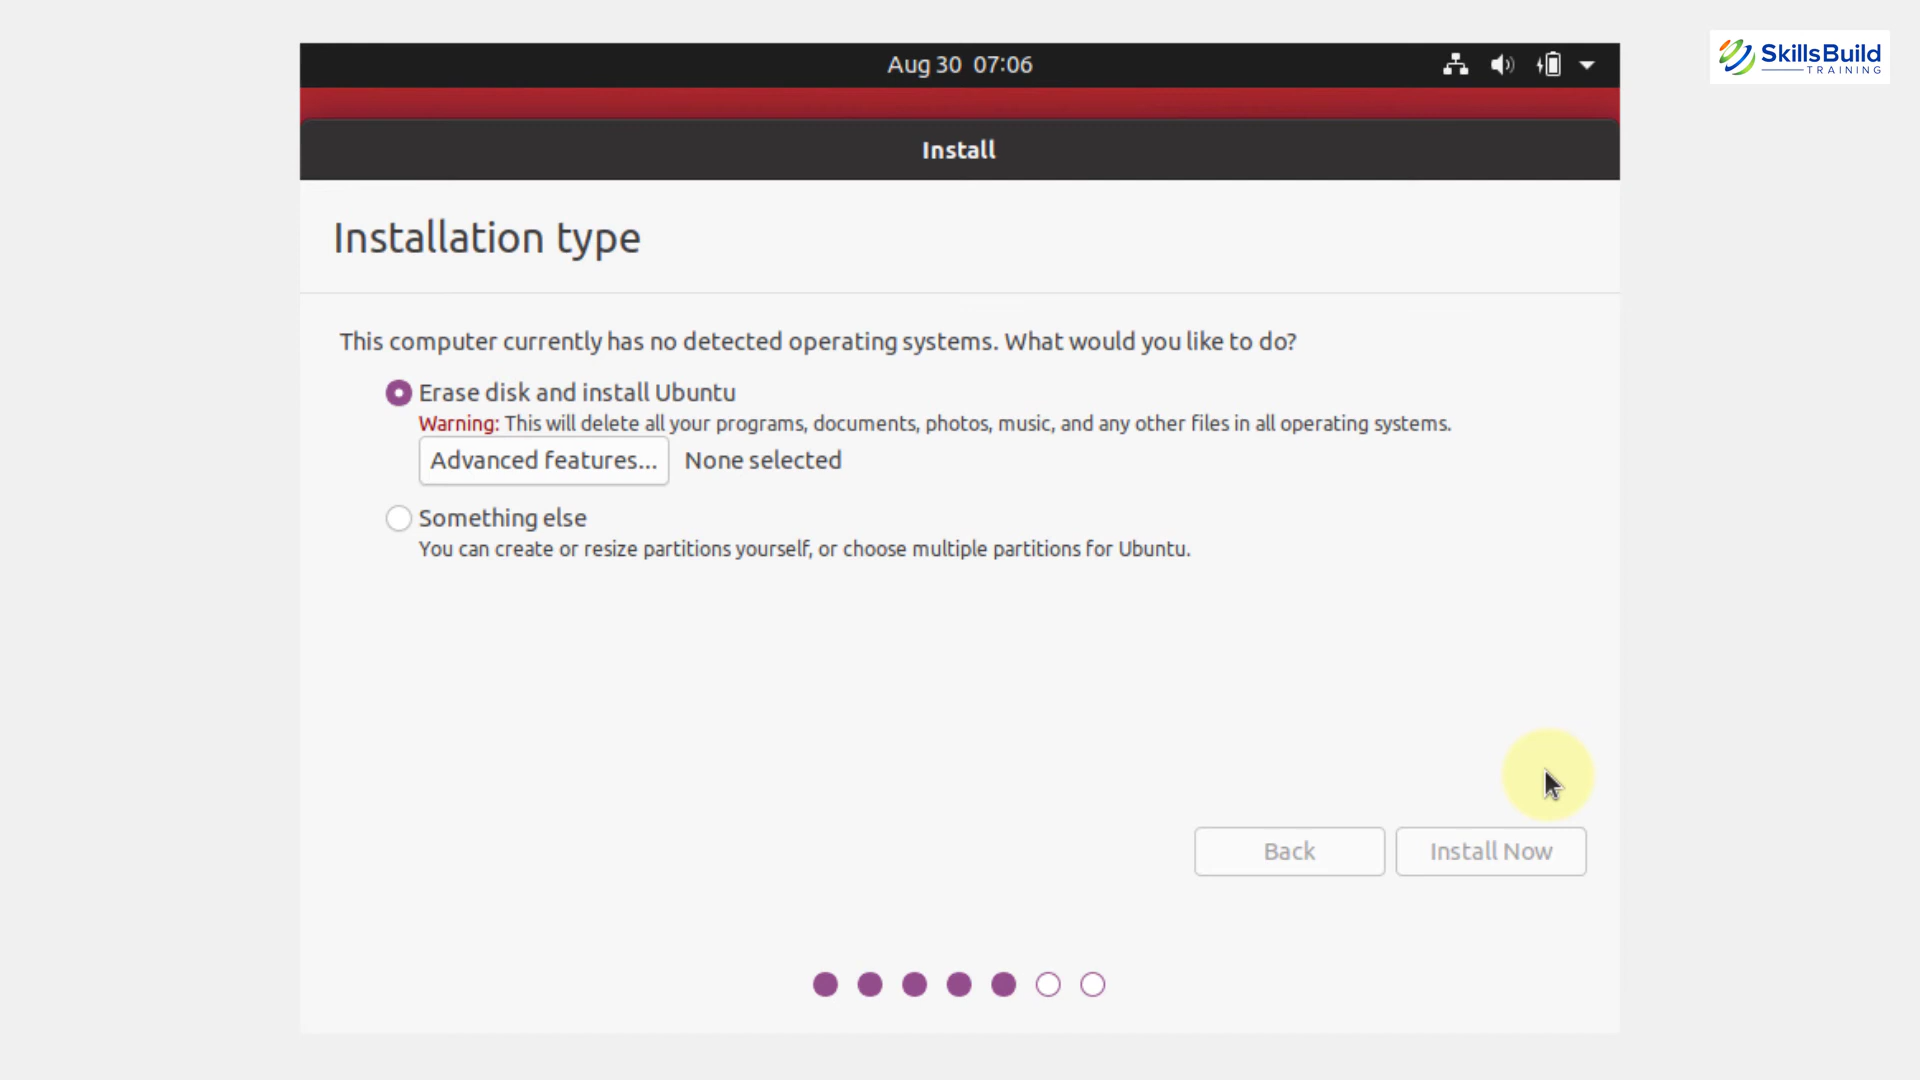 Aug 30 07:06
SkillsBuild
TRAINING
Install
Installation type
This computer currently has no detected operating systems. What would you like to do?
Erase disk and install Ubuntu
Warning: This will delete all your programs, documents, photos, music, and any other files in all operating systems.
Advanced features... None selected
Something else
You can create or resize partitions yourself, or choose multiple partitions for Ubuntu.
Back Install Now